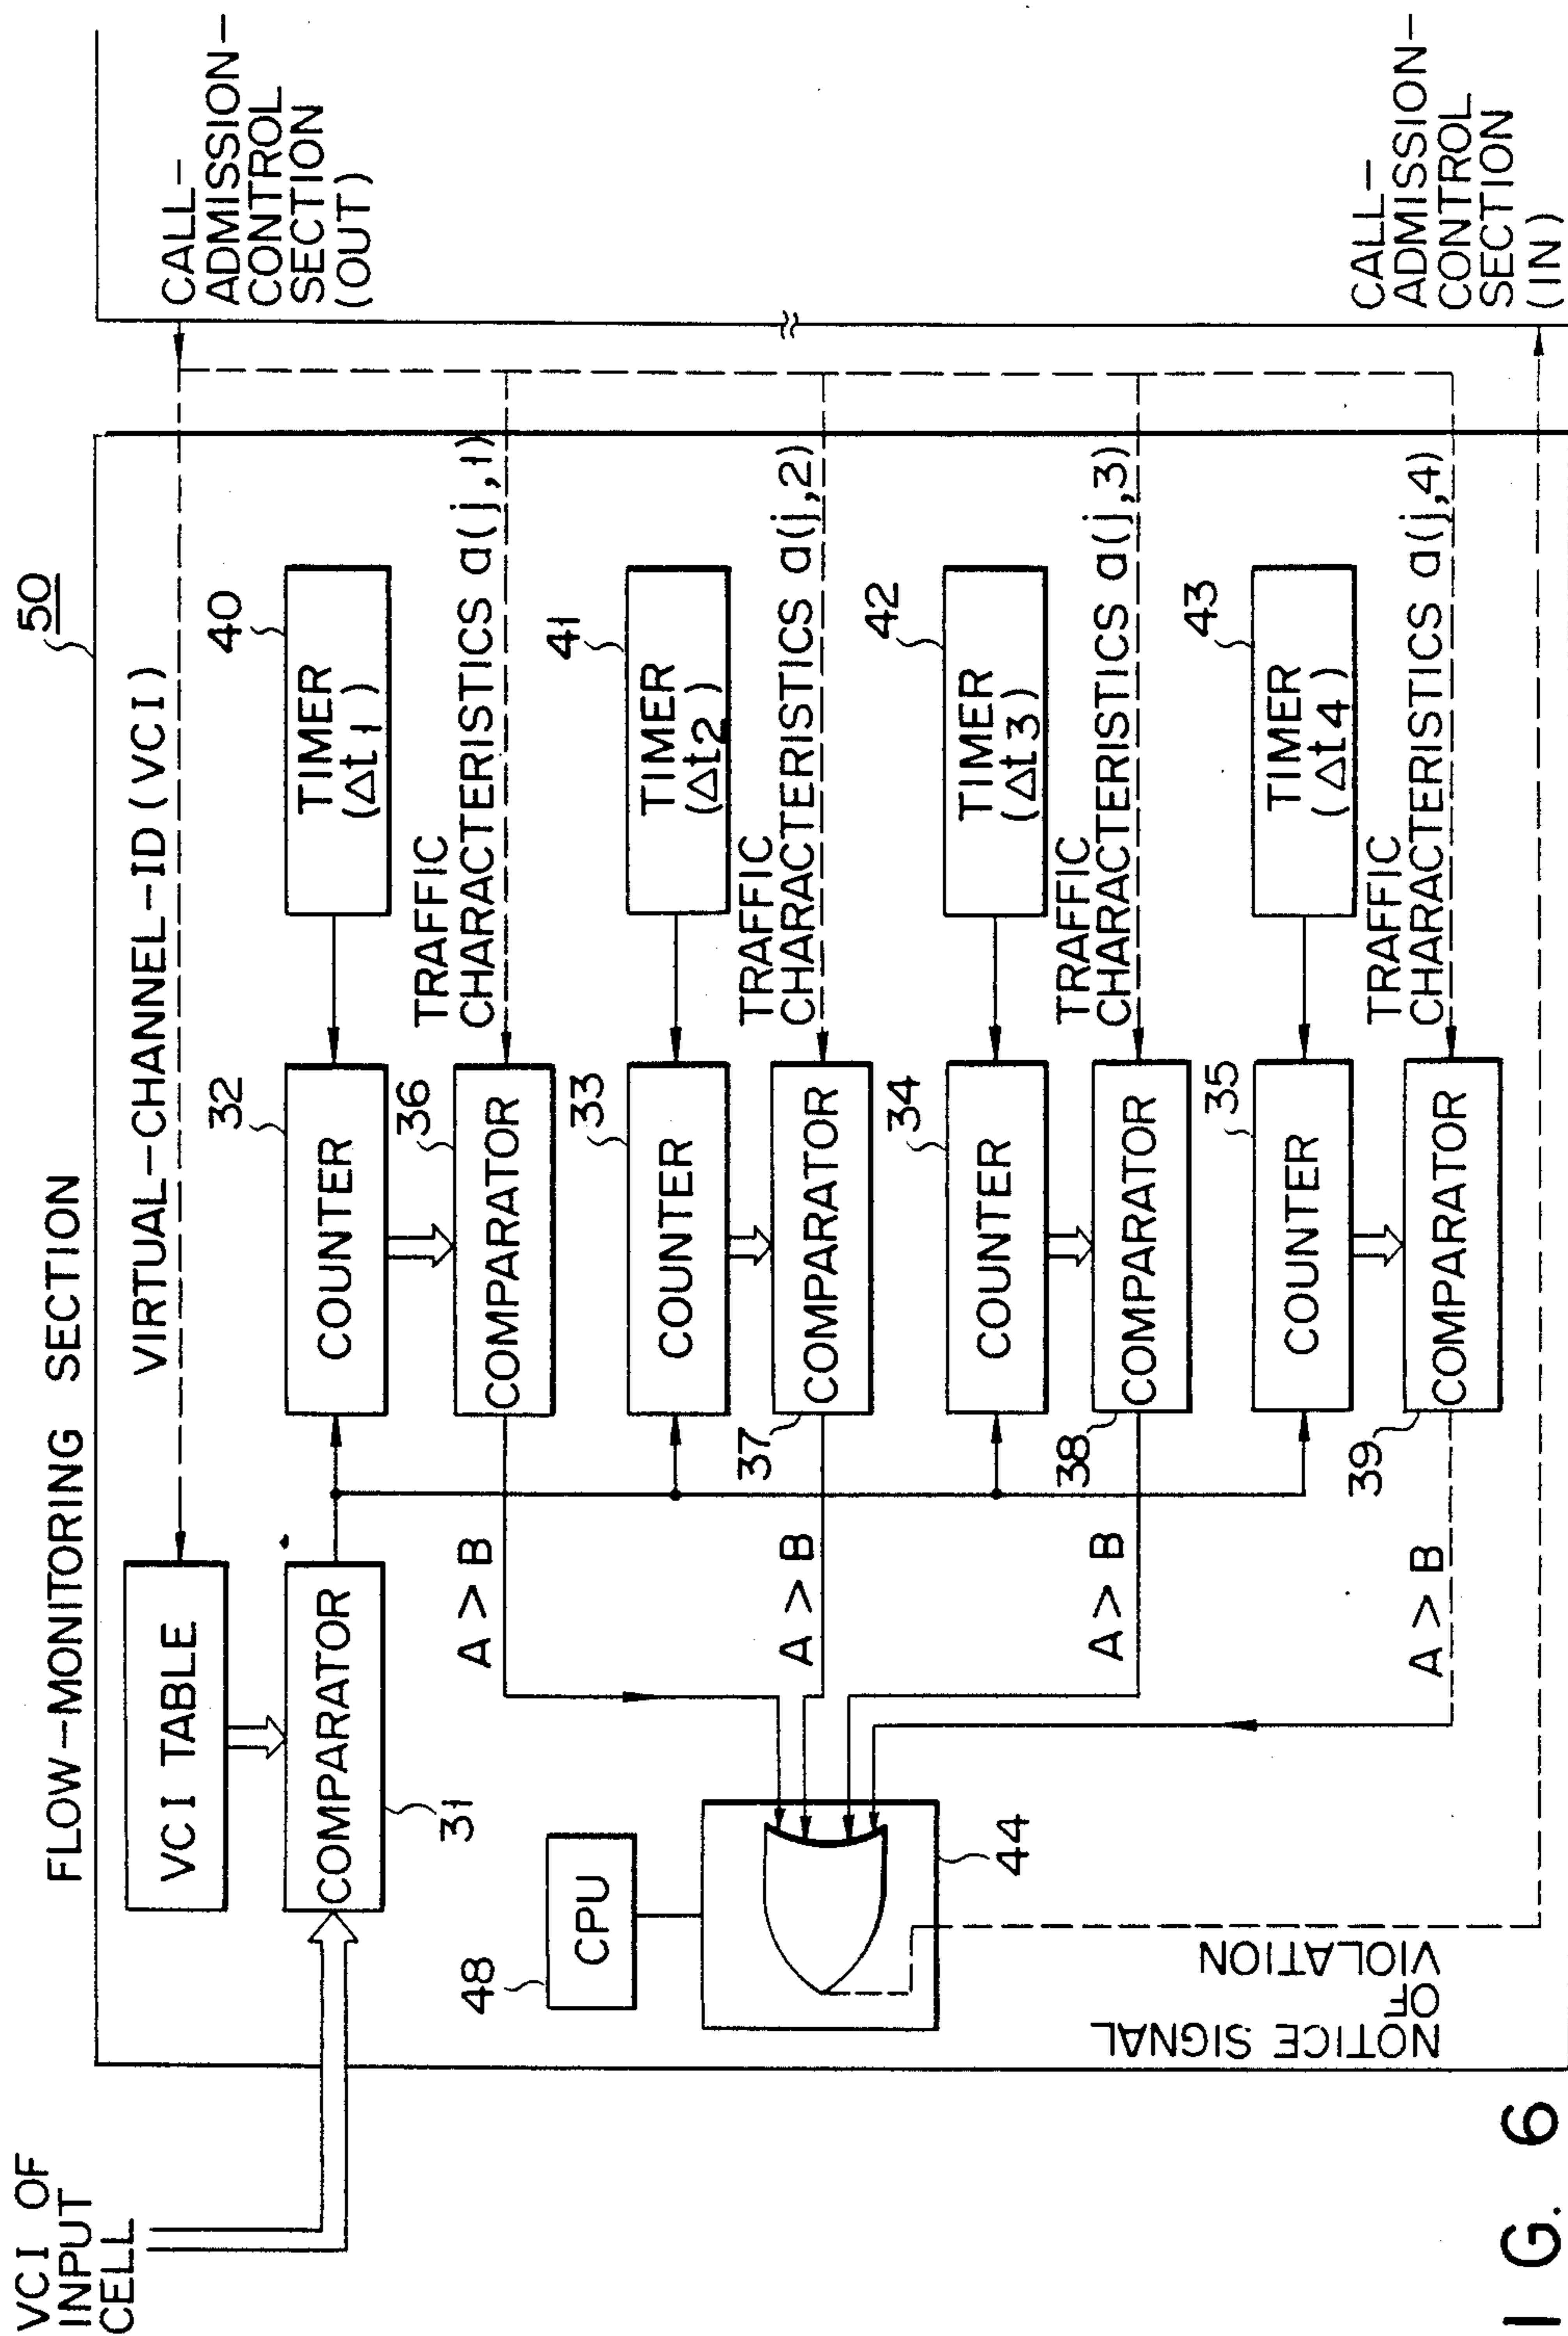 50
FLOW-MONITORING SECTION
VCI OF
INPUT
CELL
VIRTUAL-CHANNEL-ID (VCI)
CALL-
ADMISSION-
CONTROL
SECTION
(OUT)
VCI TABLE
COMPARATOR
31
32
COUNTER
40
TIMER
(Δt1)
TRAFFIC
CHARACTERISTICS a(j,1)
36
COMPARATOR
A > B
33
COUNTER
41
TIMER
(Δt2)
TRAFFIC
CHARACTERISTICS a(j,2)
37
COMPARATOR
A > B
48
CPU
44
34
COUNTER
42
TIMER
(Δt3)
TRAFFIC
CHARACTERISTICS a(j,3)
38
COMPARATOR
A > B
35
COUNTER
43
TIMER
(Δt4)
TRAFFIC
CHARACTERISTICS a(j,4)
39
COMPARATOR
A > B
NOTICE SIGNAL
OF
VIOLATION
CALL-
ADMISSION-
CONTROL
SECTION
(IN)
I G. 6